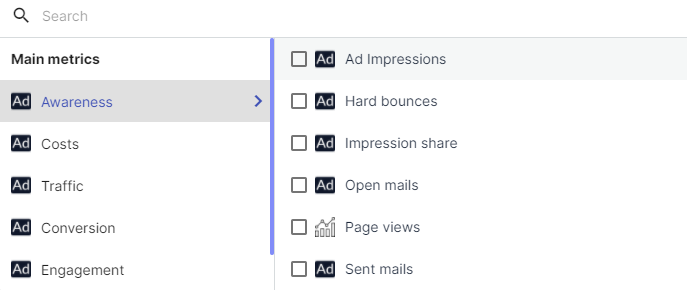 Search
Main metrics
Ad Awareness
Ad Costs
Ad Traffic
Ad Conversion
Ad Engagement
Ad Ad Impressions
Ad Hard bounces
Ad Impression share
Ad Open mails
Page views
Ad Sent mails